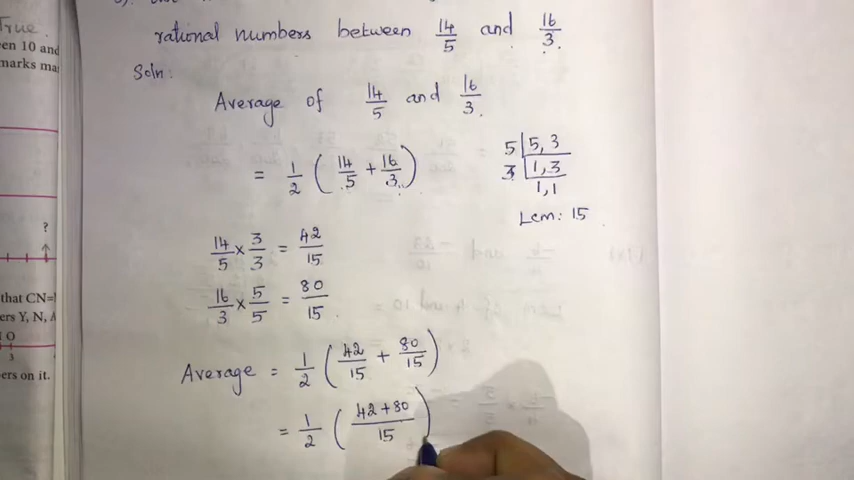 True.
en 10 and
marks ma
?
that CN=
ers Y, N, A
O
3
ers on it.
rational numbers between 14/5 and 16/3.
Soln:
Average of 14/5 and 16/3.
= 1/2 ( 14/5 + 16/3 )
5 | 5, 3
3 | 1, 3
1, 1
Lcm: 15
14/5 × 3/3 = 42/15
16/3 × 5/5 = 80/15
Average = 1/2 ( 42/15 + 80/15 )
= 1/2 ( 42+80/15 )